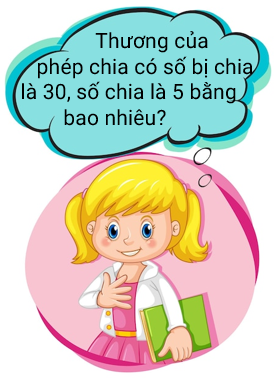 Thương của
phép chia có số bị chia
là 30, số chia là 5 bằng
bao nhiêu?